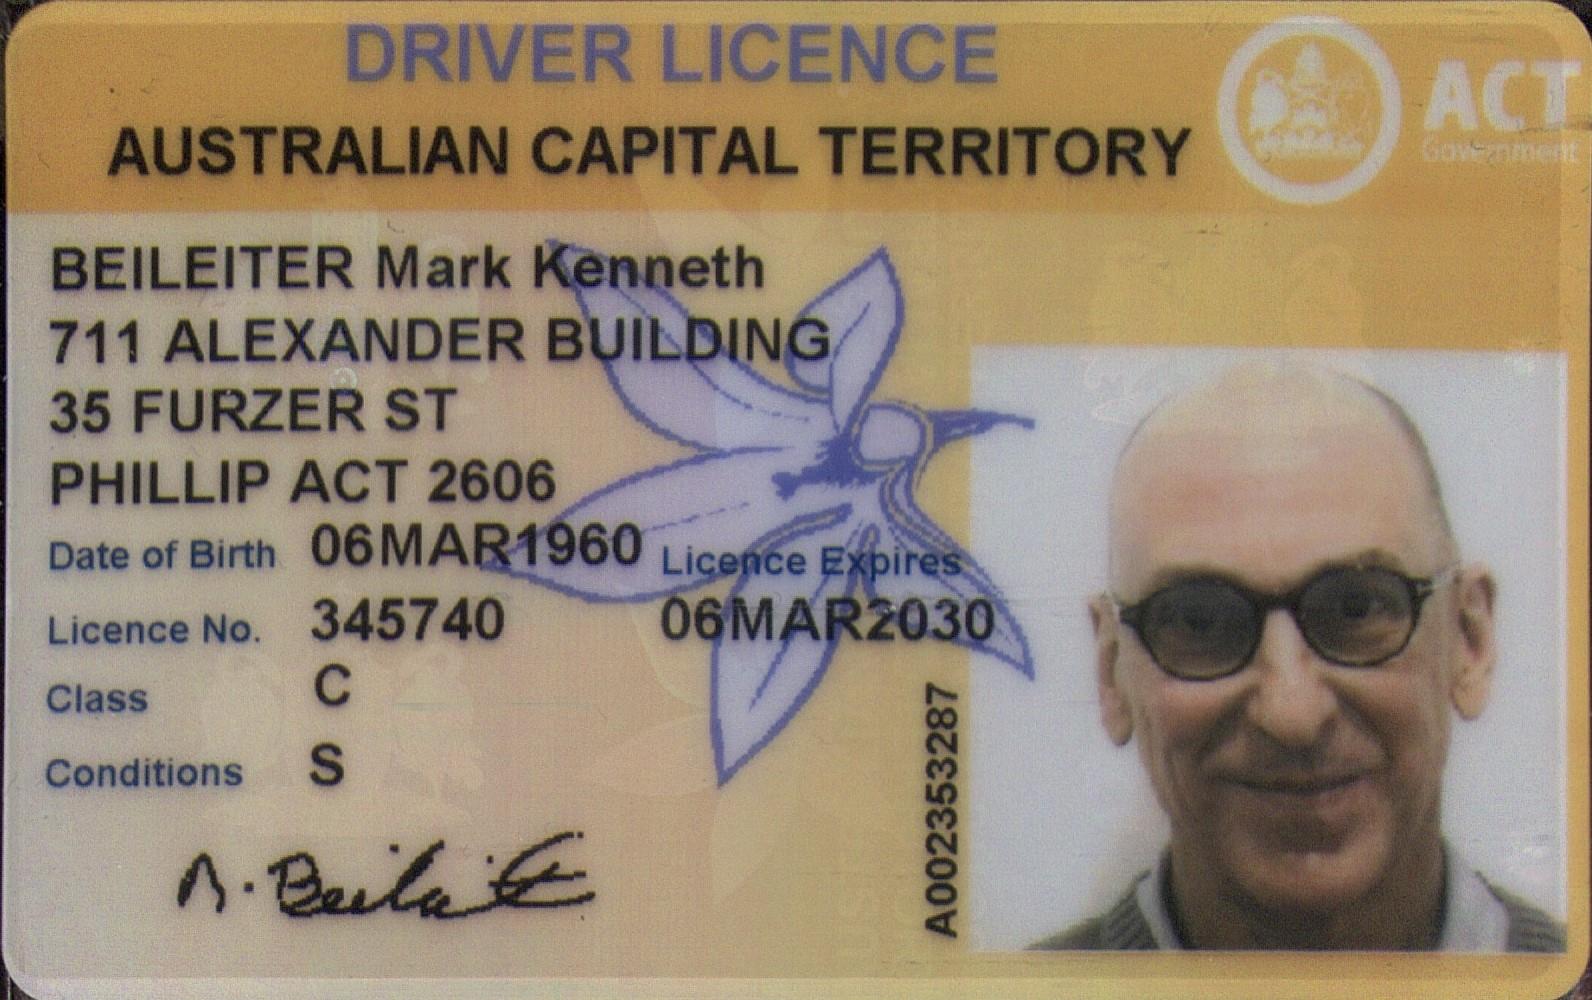 DRIVER LICENCE
AUSTRALIAN CAPITAL TERRITORY
ACT
Government
BEILEITER Mark Kenneth
711 ALEXANDER BUILDING
35 FURZER ST
PHILLIP ACT 2606
Date of Birth 06MAR1960 Licence Expires
Licence No. 345740 06MAR2030
Class C
Conditions S
A002353287